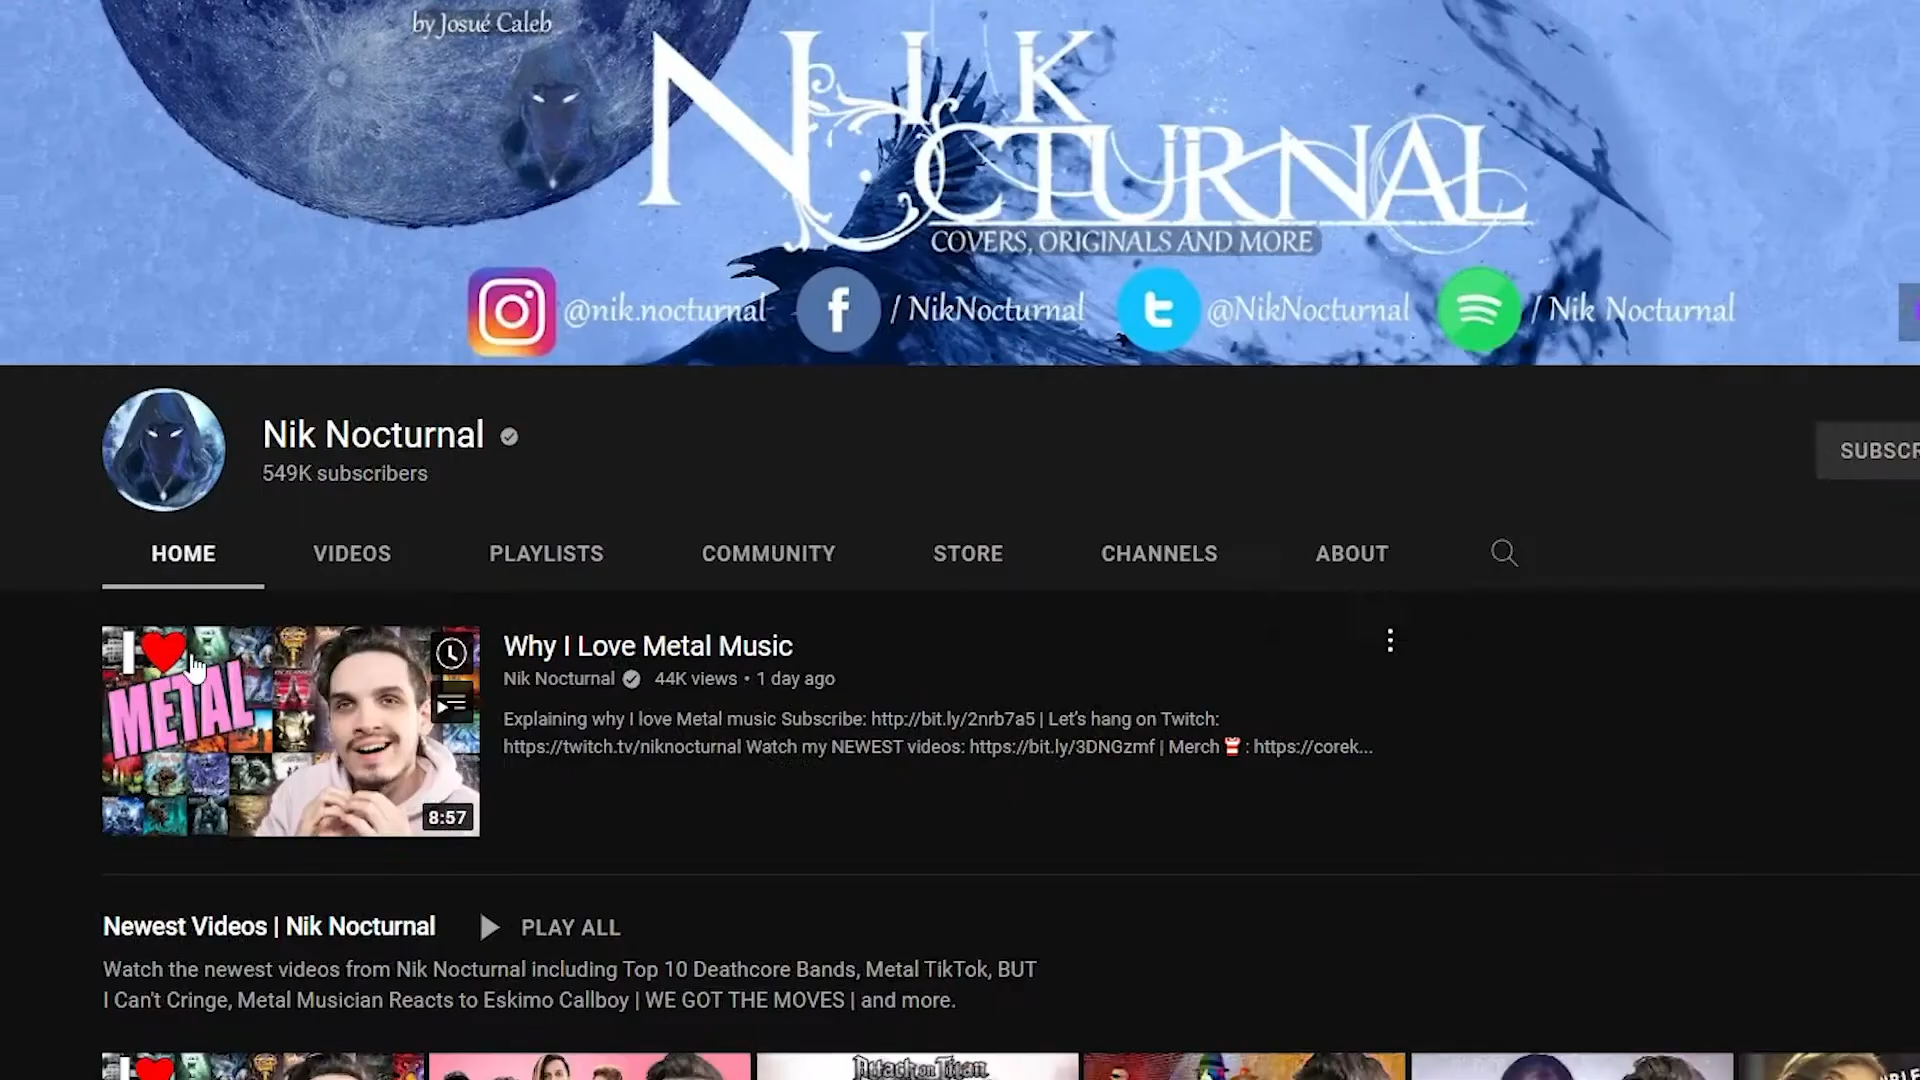 by Josué Caleb
NIK
NOCTURNAL
COVERS, ORIGINALS AND MORE
@nik.nocturnal
f / NikNocturnal
@NikNocturnal
/ Nik Nocturnal
Nik Nocturnal
549K subscribers
SUBSCR
HOME VIDEOS PLAYLISTS COMMUNITY STORE CHANNELS ABOUT
I
METAL
8:57
Why I Love Metal Music
Nik Nocturnal 44K views • 1 day ago
Explaining why I love Metal music Subscribe: http://bit.ly/2nrb7a5 | Let's hang on Twitch:
https://twitch.tv/niknocturnal Watch my NEWEST videos: https://bit.ly/3DNGzmf | Merch : https://corek...
Newest Videos | Nik Nocturnal PLAY ALL
Watch the newest videos from Nik Nocturnal including Top 10 Deathcore Bands, Metal TikTok, BUT
I Can't Cringe, Metal Musician Reacts to Eskimo Callboy | WE GOT THE MOVES | and more.
I
Attack on Titan